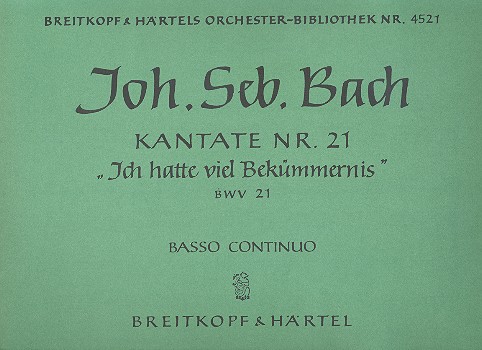 BREITKOPF & HÄRTELS ORCHESTER-BIBLIOTHEK NR. 4521
Joh. Seb. Bach
KANTATE NR. 21
„Ich hatte viel Bekümmernis"
BWV 21
BASSO CONTINUO
BREITKOPF & HÄRTEL